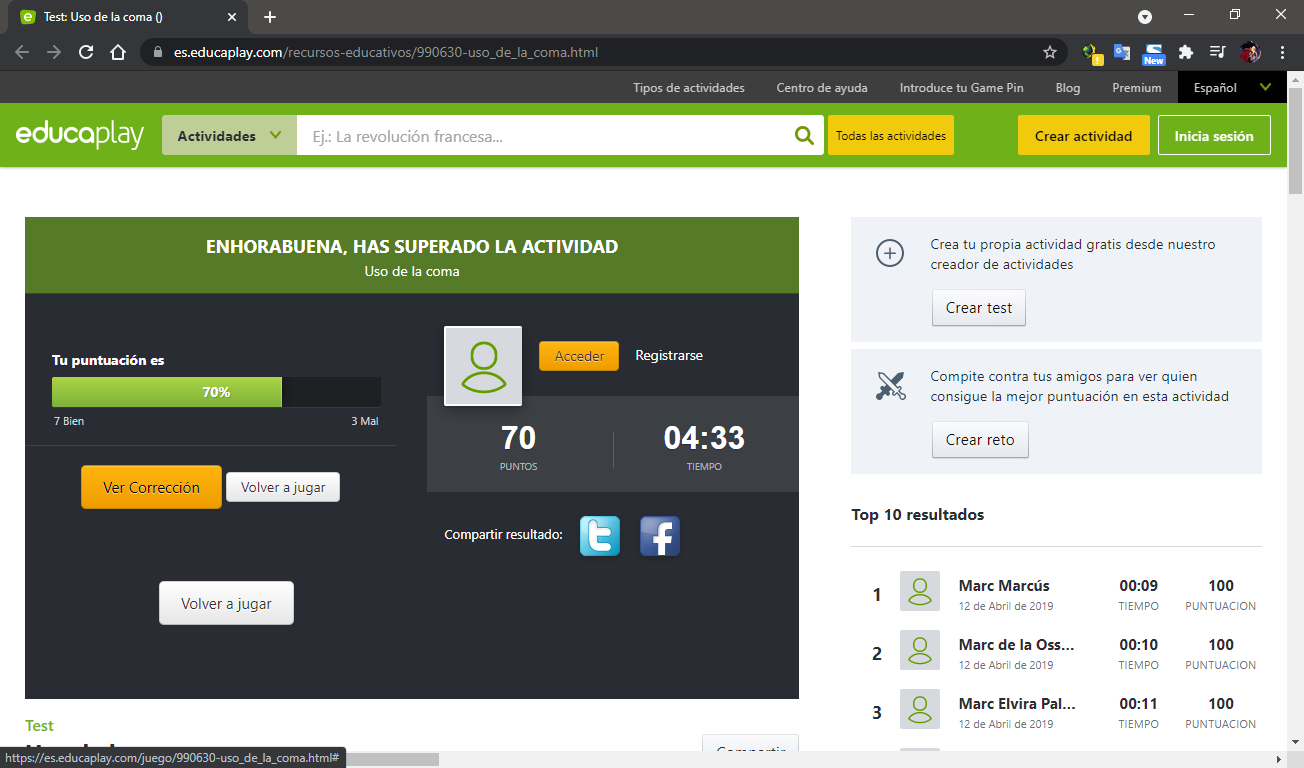 Test: Uso de la coma ()
es.educaplay.com/recursos-educativos/990630-uso_de_la_coma.html
New
Tipos de actividades Centro de ayuda Introduce tu Game Pin Blog Premium Español
educaplay Actividades Ej.: La revolución francesa... Todas las actividades Crear actividad Inicia sesión
ENHORABUENA, HAS SUPERADO LA ACTIVIDAD
Uso de la coma
Tu puntuación es
70%
7 Bien 3 Mal
Ver Corrección Volver a jugar
Volver a jugar
Acceder Registrarse
70 04:33
PUNTOS TIEMPO
Compartir resultado:
Crea tu propia actividad gratis desde nuestro
creador de actividades
Crear test
Compite contra tus amigos para ver quien
consigue la mejor puntuación en esta actividad
Crear reto
Top 10 resultados
1 Marc Marcús 00:09 100
12 de Abril de 2019 TIEMPO PUNTUACION
2 Marc de la Oss... 00:10 100
12 de Abril de 2019 TIEMPO PUNTUACION
3 Marc Elvira Pal... 00:11 100
12 de Abril de 2019 TIEMPO PUNTUACION
Test
Compartir
https://es.educaplay.com/juego/990630-uso_de_la_coma.html#